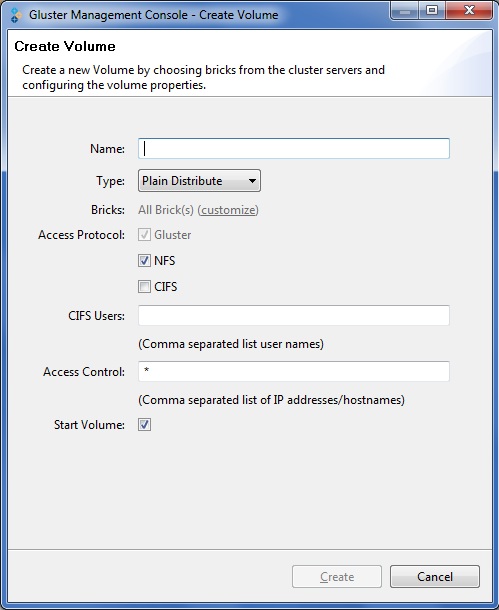 Gluster Management Console - Create Volume
Create Volume
Create a new Volume by choosing bricks from the cluster servers and
configuring the volume properties.
Name:
Type: Plain Distribute
Bricks: All Brick(s) (customize)
Access Protocol: Gluster
NFS
CIFS
CIFS Users:
(Comma separated list user names)
Access Control: *
(Comma separated list of IP addresses/hostnames)
Start Volume:
Create Cancel